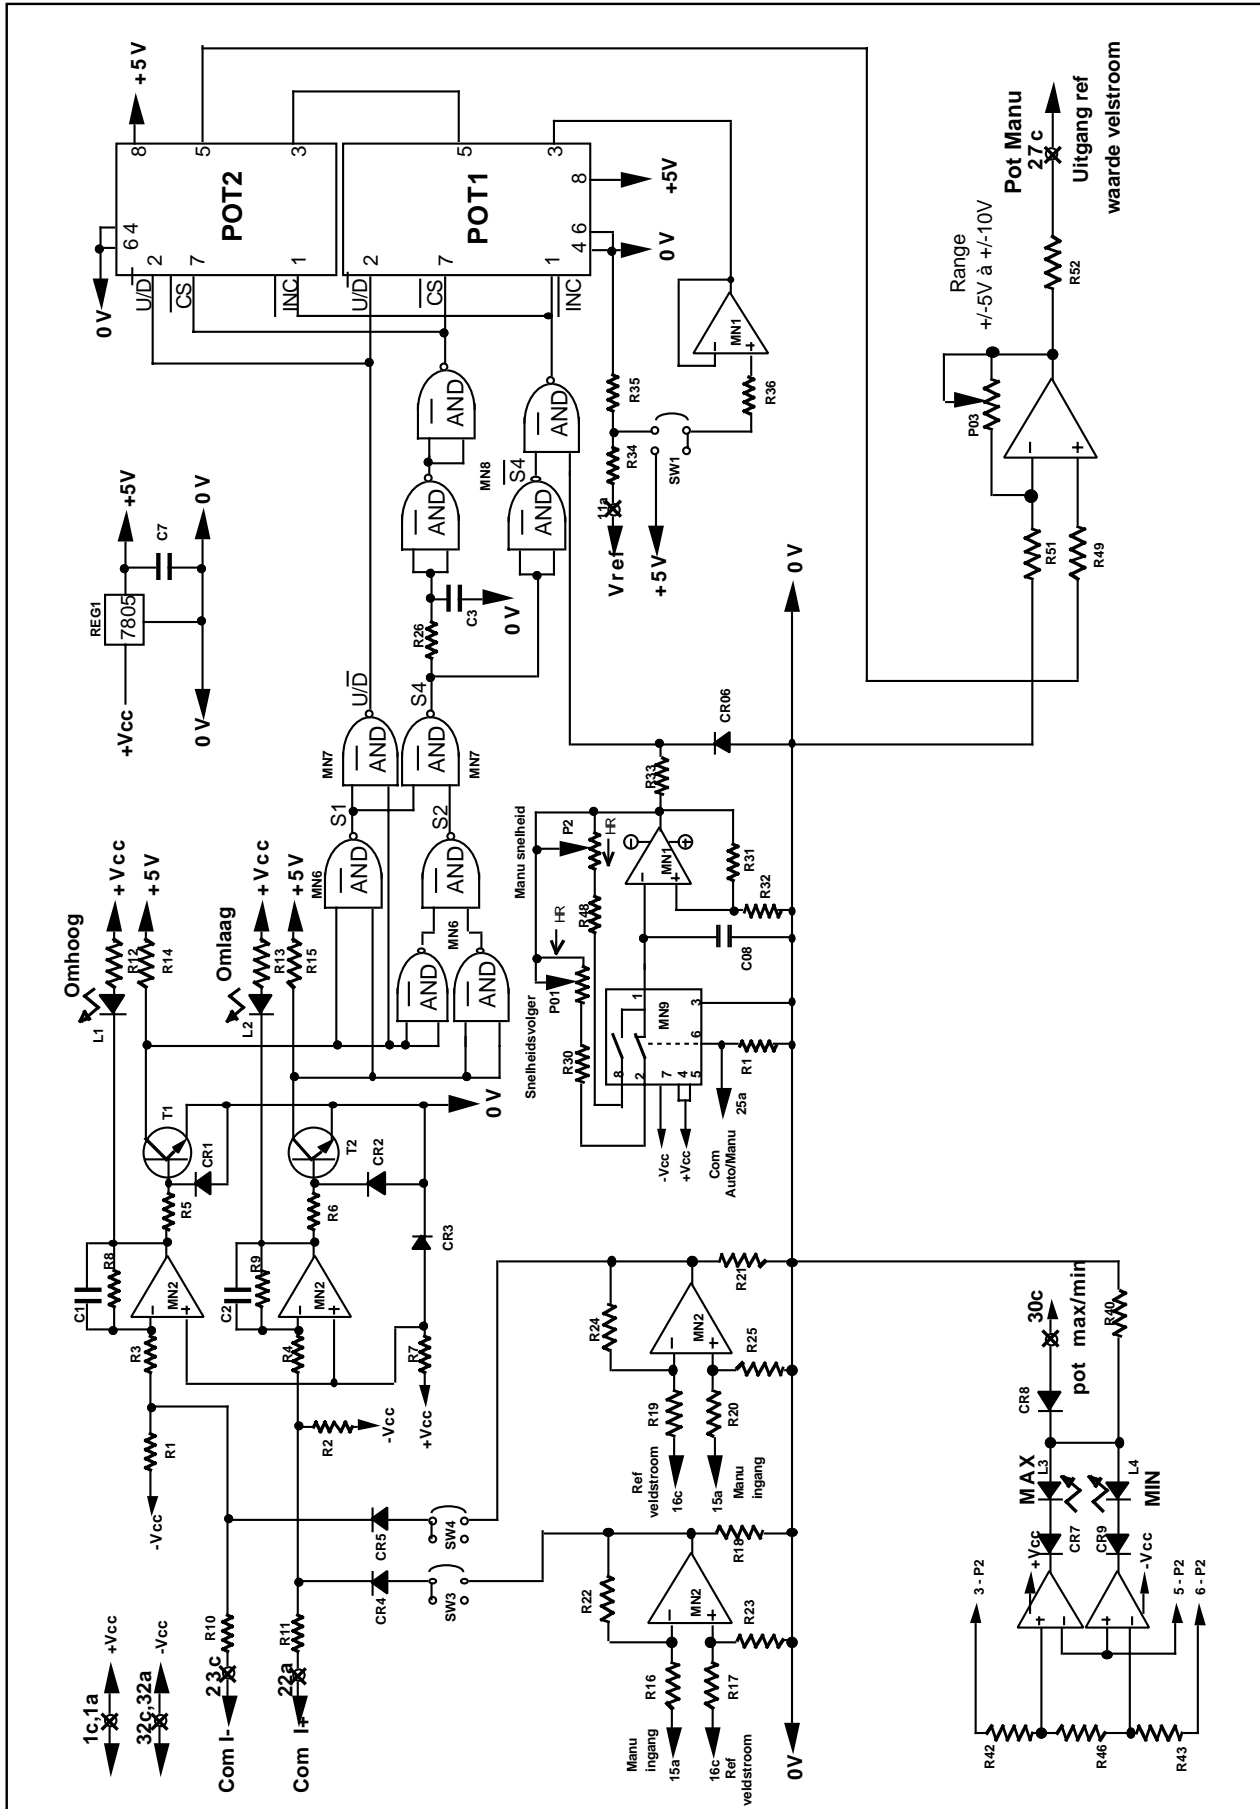 1c,1a
+Vcc
32c,32a
-Vcc
Com I-
23c
R10
Com I+
22a
R11
-Vcc
R1
R3
C1
R8
MN2
-
+
R5
CR1
T1
L1
Omhoog
R12
+Vcc
R14
+5V
R2
-Vcc
R4
C2
R9
MN2
-
+
R6
CR2
T2
L2
Omlaag
R13
+Vcc
R15
+5V
+Vcc
R7
CR3
0V
CR5
SW4
CR4
SW3
+Vcc
REG1
7805
+5V
C7
0V
0V
MN6
AND
S1
MN7
AND
U/D
AND
AND
MN6
AND
S2
AND
MN7
S4
R26
C3
0V
AND
AND
MN8
AND
S4
AND
0V
6 4
2
7
1
U/D
CS
INC
POT2
8
5
3
+5V
2
7
1
U/D
CS
INC
POT1
5
3
4 6
8
0V
+5V
Vref
11a
R34
R35
+5V
SW1
R36
MN1
-
+
Manu ingang
15a
R16
16c
Ref veldstroom
R17
R22
MN2
-
+
R23
R18
Ref veldstroom
16c
R19
15a
Manu ingang
R20
R24
MN2
-
+
R25
R21
Snelheidsvolger
R30
P01
HR
Manu snelheid
R48
P2
HR
8
2
7
4
5
1
MN9
6
3
-Vcc
+Vcc
Com Auto/Manu
25a
R1
C08
MN1
-
+
-
+
R31
R32
R33
CR06
0V
0V
R51
R49
-
+
P03
Range
+/-5V à +/-10V
R52
Pot Manu
27c
Uitgang ref
waarde velstroom
3 - P2
5 - P2
6 - P2
R42
R46
R43
+
-
+
-
+Vcc
-Vcc
CR7
CR9
MAX
L3
L4
MIN
CR8
30c
pot max/min
R40